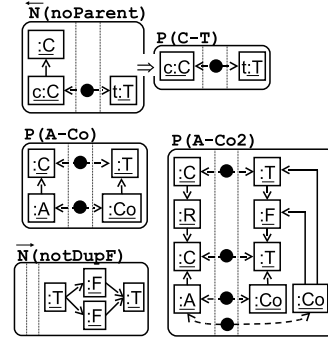 N(noParent)
:C
c:C
t:T
⇒
P(C-T)
c:C
t:T
P(A-Co)
:C
:T
:A
:Co
P(A-Co2)
:C
:T
:R
:F
:C
:T
:A
:Co
:Co
N(notDupF)
:T
:F
:T
:F